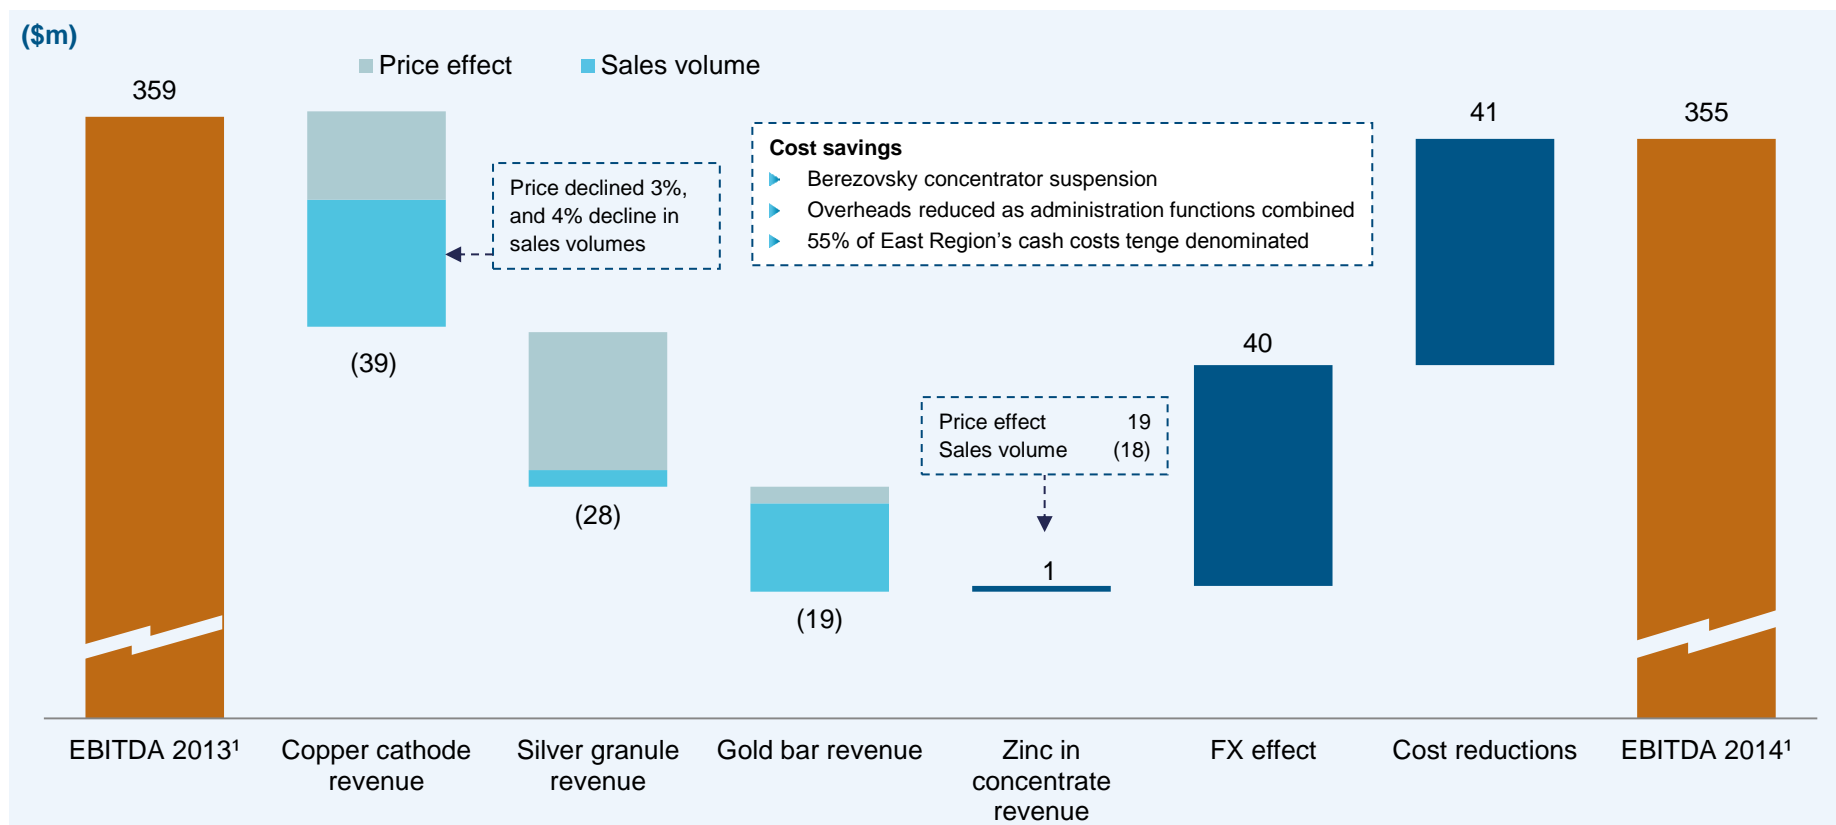 ($m)
Price effect
Sales volume
359
Price declined 3%,
and 4% decline in
sales volumes
(39)
(28)
(19)
Cost savings
Berezovsky concentrator suspension
Overheads reduced as administration functions combined
55% of East Region's cash costs tenge denominated
Price effect 19
Sales volume (18)
1
40
41
355
EBITDA 2013¹
Copper cathode
revenue
Silver granule
revenue
Gold bar revenue
Zinc in
concentrate
revenue
FX effect
Cost reductions
EBITDA 2014¹